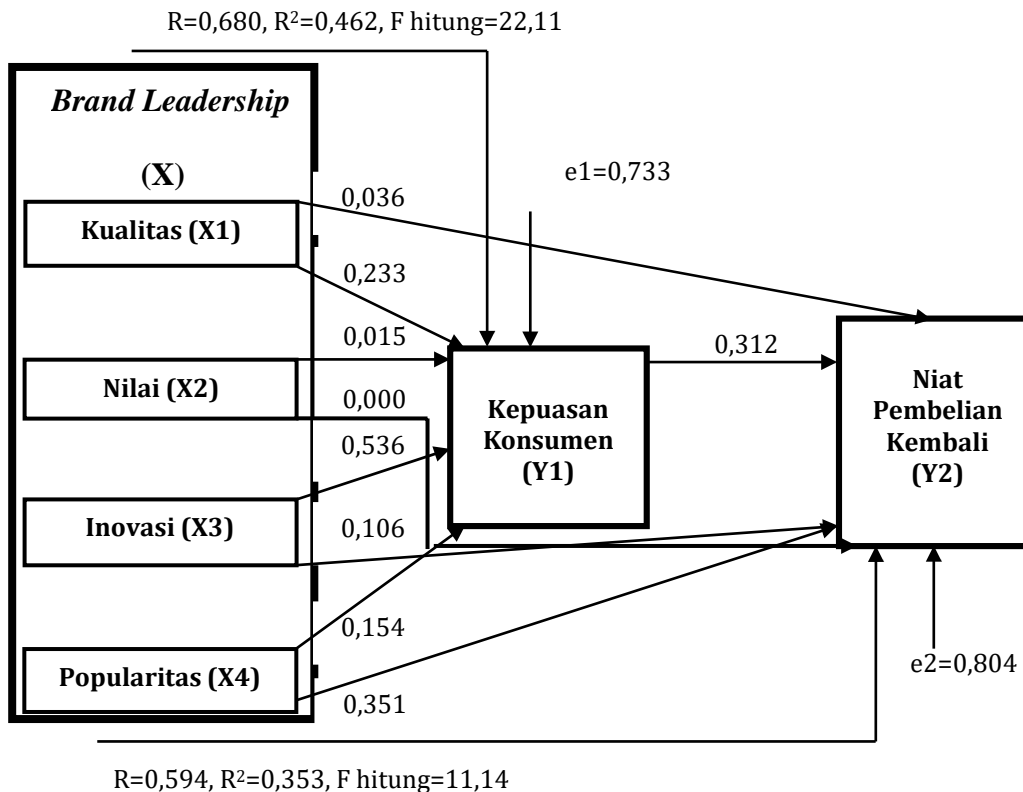 R=0,680, R²=0,462, F hitung=22,11
Brand Leadership
(X)
e1=0,733
0,036
Kualitas (X1)
0,233
0,015
0,312
Nilai (X2)
0,000
Kepuasan
Konsumen
(Y1)
Niat
Pembelian
Kembali
(Y2)
0,536
Inovasi (X3)
0,106
0,154
Popularitas (X4)
e2=0,804
0,351
R=0,594, R²=0,353, F hitung=11,14